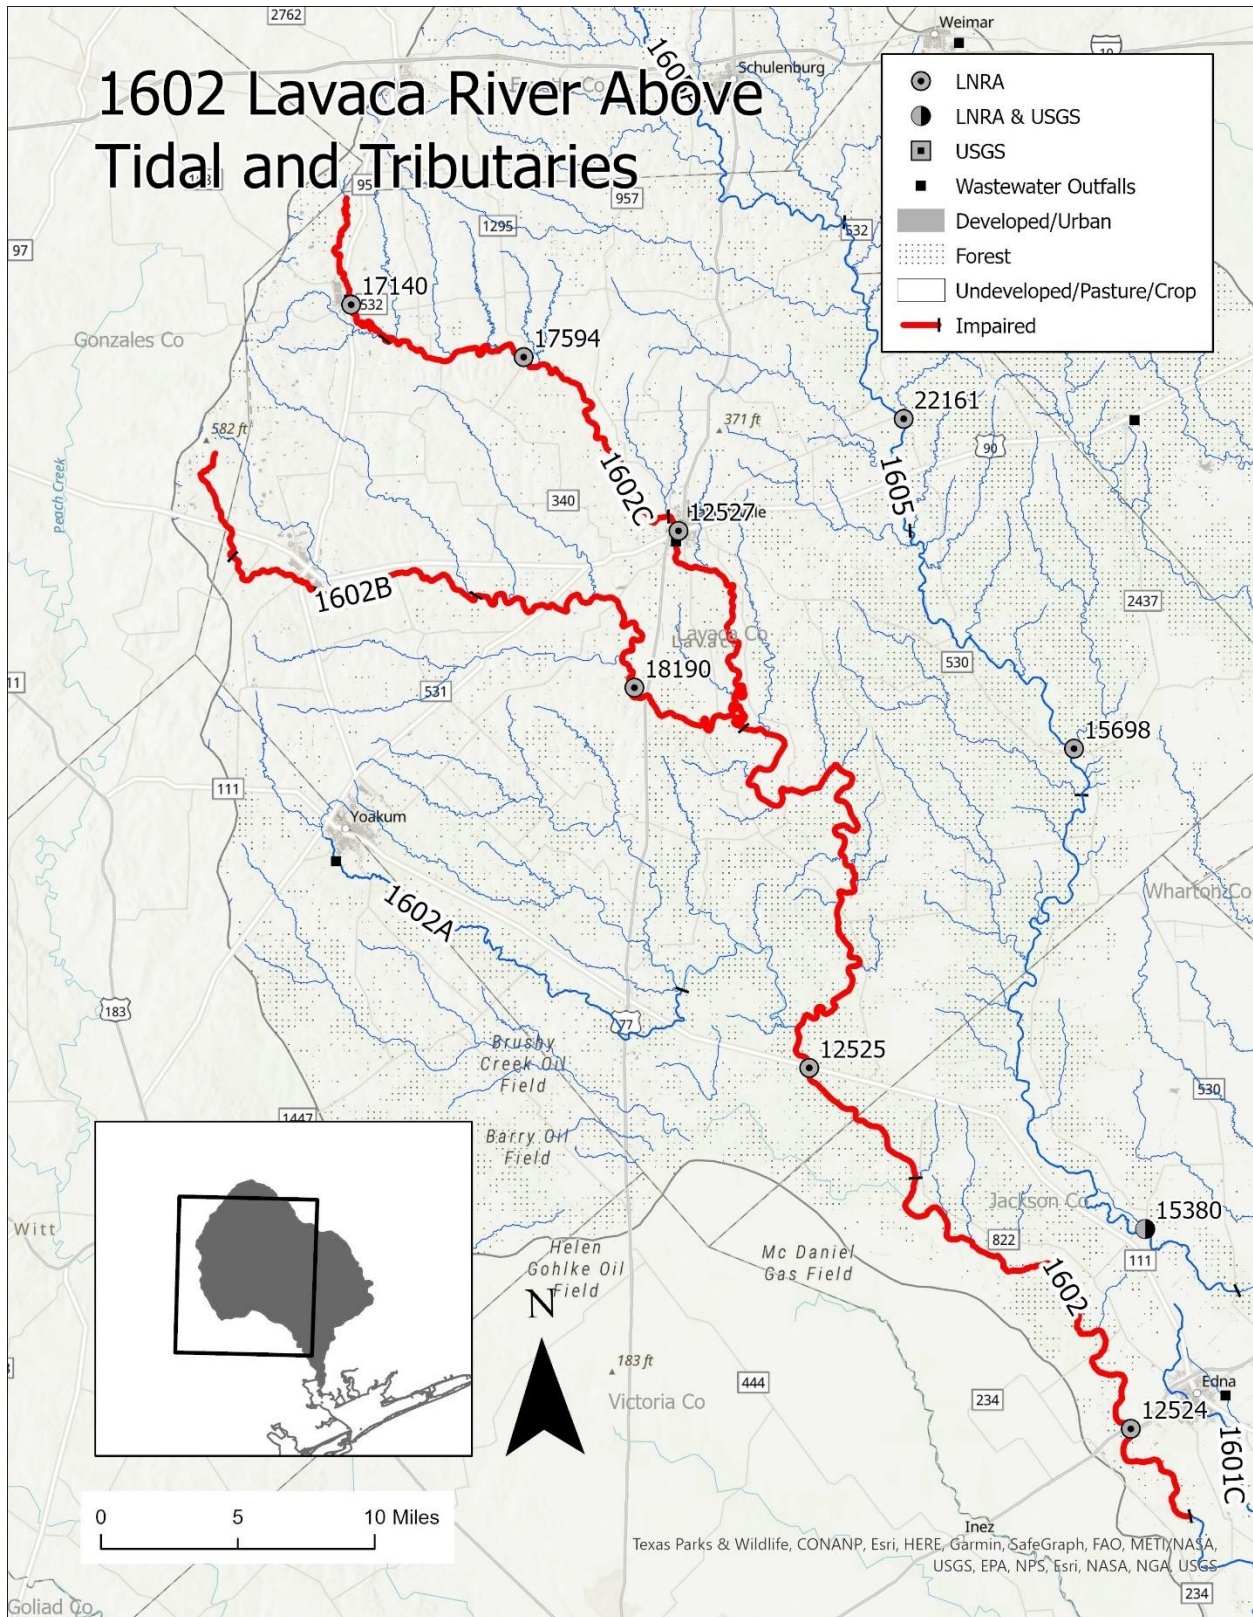 2762
Weimar
10
Schulenburg
1602 Lavaca River Above
Tidal and Tributaries
LNRA
LNRA & USGS
USGS
Wastewater Outfalls
Developed/Urban
Forest
Undeveloped/Pasture/Crop
Impaired
957
1295
532
97
17140
532
Gonzales Co
17594
22161
582 ft
371 ft
90
Peach Creek
1602C
1605
340
12527
1602B
2437
Lavaca Co
530
18190
11
531
15698
111
Yoakum
Wharton Co
1602A
183
77
Brushy
Creek Oil
Field
12525
530
1447
Barry Oil
Field
Jackson Co
15380
Witt
822
111
Helen
Gohlke Oil
Field
Mc Daniel
Gas Field
1602
N
183 ft
Victoria Co
444
234
Edna
12524
1601C
0 5 10 Miles
Inez
Texas Parks & Wildlife, CONANP, Esri, HERE, Garmin, SafeGraph, FAO, METI/NASA,
USGS, EPA, NPS, Esri, NASA, NGA, USGS
234
Goliad Co